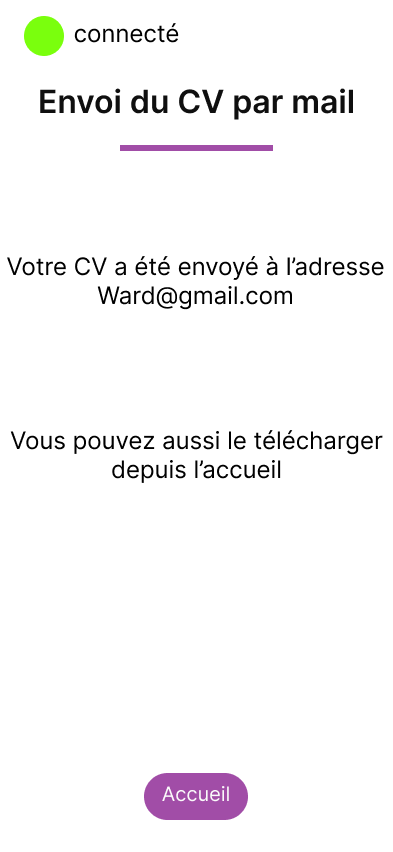 connecté
Envoi du CV par mail
Votre CV a été envoyé à l’adresse
Ward@gmail.com
Vous pouvez aussi le télécharger
depuis l’accueil
Accueil